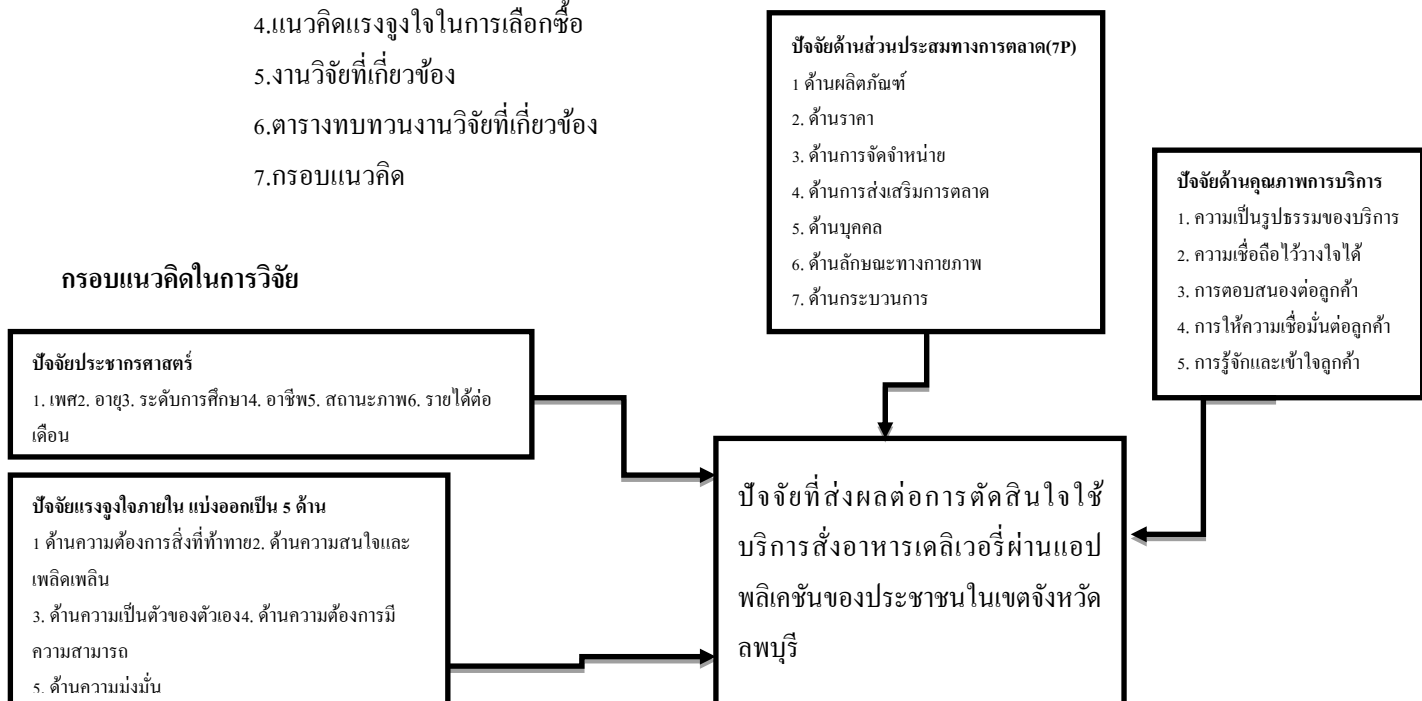 4.แนวคิดแรงจูงใจในการเลือกซื้อ
5.งานวิจัยที่เกี่ยวข้อง
6.ตารางทบทวนงานวิจัยที่เกี่ยวข้อง
7.กรอบแนวคิด
กรอบแนวคิดในการวิจัย
ปัจจัยด้านส่วนประสมทางการตลาด(7P)
1 ด้านผลิตภัณฑ์
2. ด้านราคา
3. ด้านการจัดจำหน่าย
4. ด้านการส่งเสริมการตลาด
5. ด้านบุคคล
6. ด้านลักษณะทางกายภาพ
7. ด้านกระบวนการ
ปัจจัยด้านคุณภาพการบริการ
1. ความเป็นรูปธรรมของบริการ
2. ความเชื่อถือไว้วางใจได้
3. การตอบสนองต่อลูกค้า
4. การให้ความเชื่อมั่นต่อลูกค้า
5. การรู้จักและเข้าใจลูกค้า
ปัจจัยประชากรศาสตร์
1. เพศ2. อายุ3. ระดับการศึกษา4. อาชีพ5. สถานะภาพ6. รายได้ต่อ
เดือน
ปัจจัยแรงจูงใจภายใน แบ่งออกเป็น 5 ด้าน
1 ด้านความต้องการสิ่งที่ท้าทาย2. ด้านความสนใจและ
เพลิดเพลิน
3. ด้านความเป็นตัวของตัวเอง4. ด้านความต้องการมี
ความสามารถ
5. ด้านความมุ่งมั่น
ปัจจัยที่ส่งผลต่อการตัดสินใจใช้
บริการสั่งอาหารเดลิเวอรี่ผ่านแอป
พลิเคชันของประชาชนในเขตจังหวัด
ลพบุรี